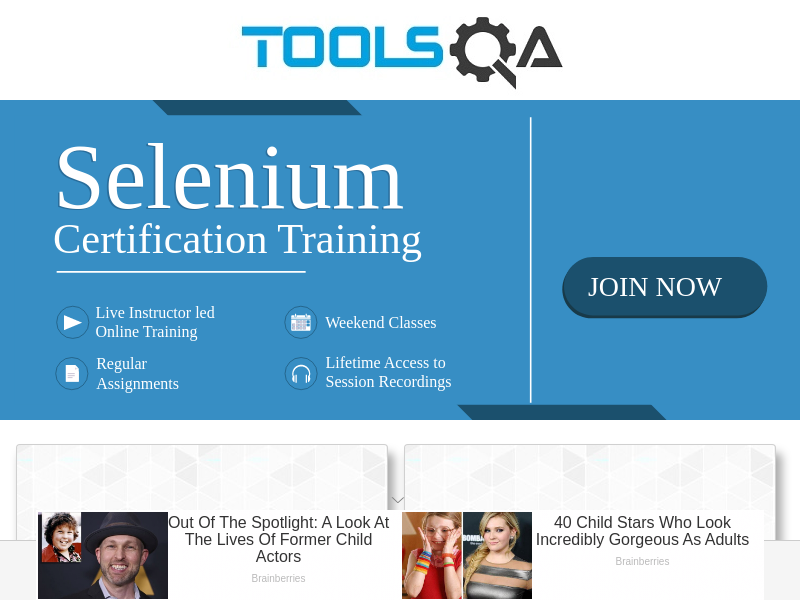 TOOLSQA
Selenium
Certification Training
JOIN NOW
Live Instructor led
Online Training
Weekend Classes
Regular
Assignments
Lifetime Access to
Session Recordings
Out Of The Spotlight: A Look At
The Lives Of Former Child
Actors
Brainberries
BOMBA
40 Child Stars Who Look
Incredibly Gorgeous As Adults
Brainberries